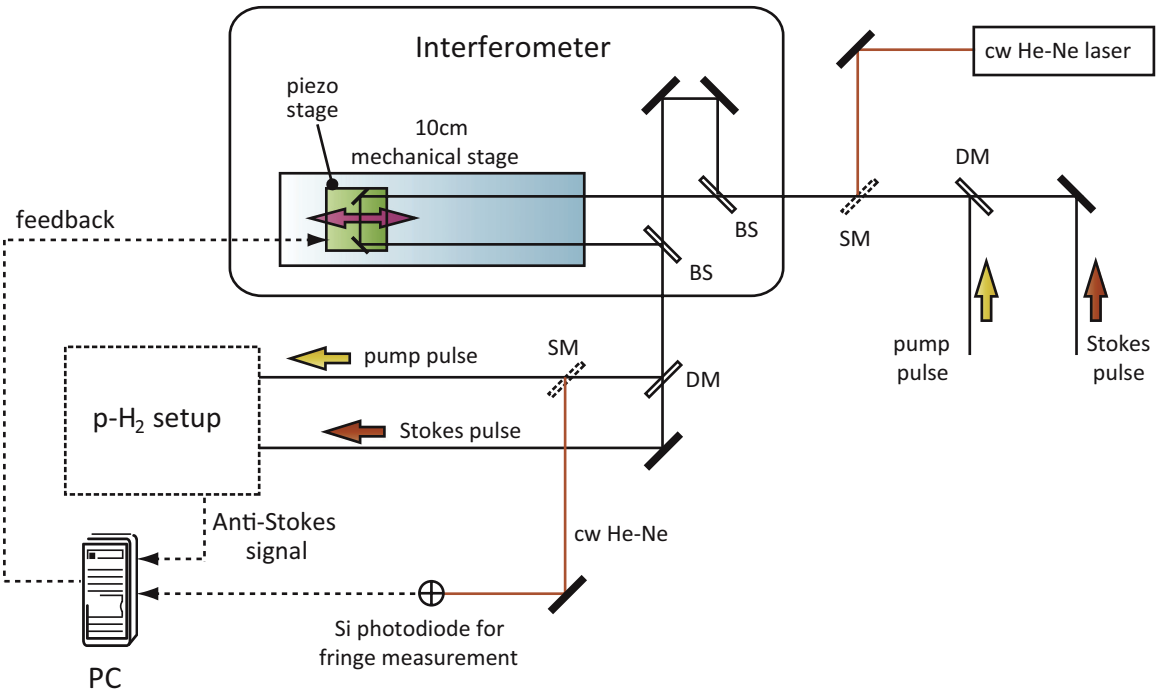 Interferometer
cw He-Ne laser
piezo
stage
10cm
mechanical stage
DM
feedback
BS
SM
BS
pump
pulse
Stokes
pulse
SM
pump pulse
DM
p-H₂ setup
Stokes pulse
Anti-Stokes
signal
cw He-Ne
Si photodiode for
fringe measurement
PC